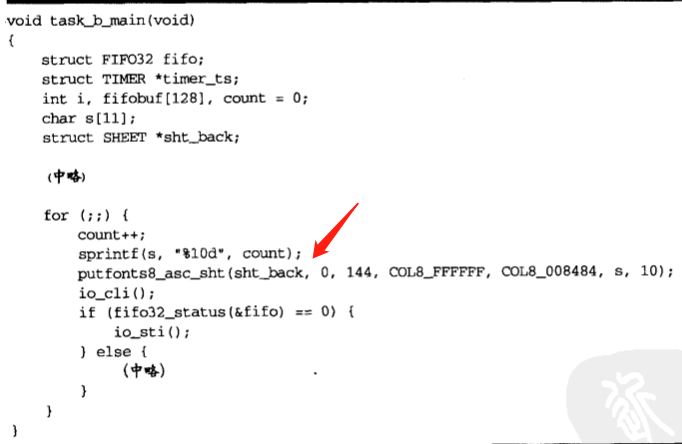 void task_b_main(void)
{
    struct FIFO32 fifo;
    struct TIMER *timer_ts;
    int i, fifobuf[128], count = 0;
    char s[11];
    struct SHEET *sht_back;
    (中略)
    for (;;) {
        count++;
        sprintf(s, "%10d", count);
        putfonts8_asc_sht(sht_back, 0, 144, COL8_FFFFFF, COL8_008484, s, 10);
        io_cli();
        if (fifo32_status(&fifo) == 0) {
            io_sti();
        } else {
            (中略)
        }
    }
}